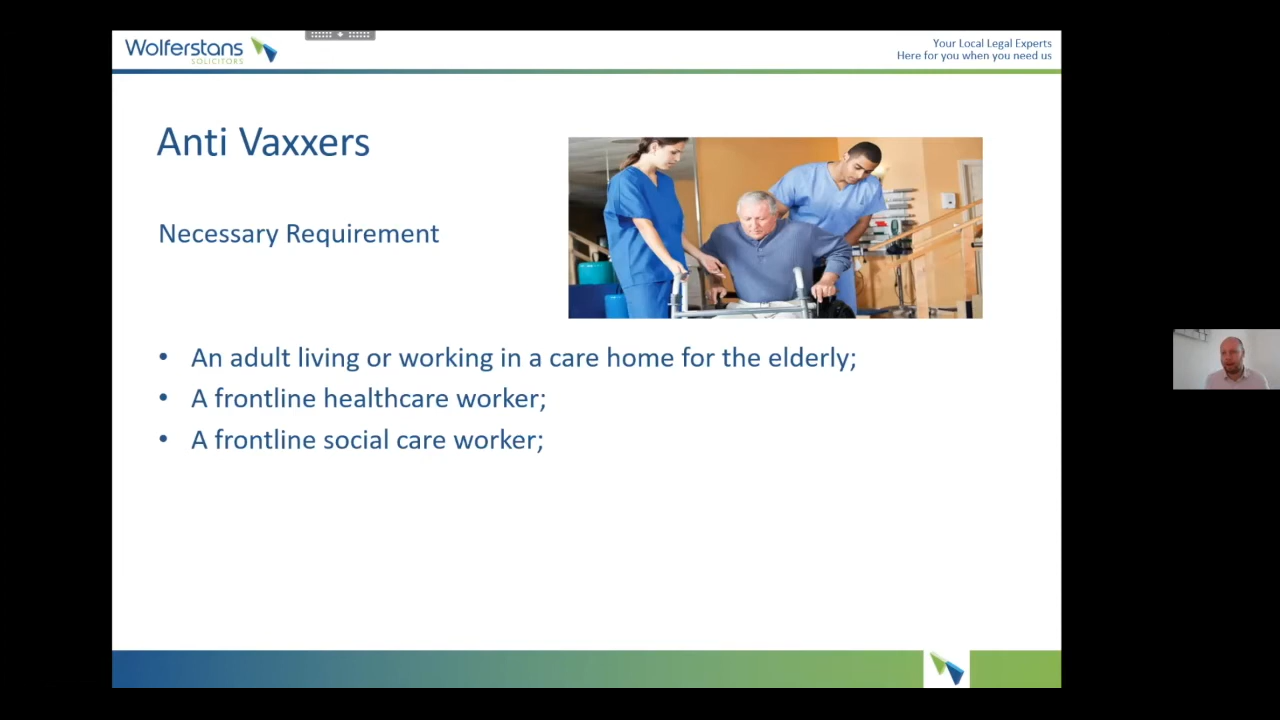 Wolferstans
SOLICITORS
Your Local Legal Experts
Here for you when you need us
Anti Vaxxers
Necessary Requirement
• An adult living or working in a care home for the elderly;
• A frontline healthcare worker;
• A frontline social care worker;